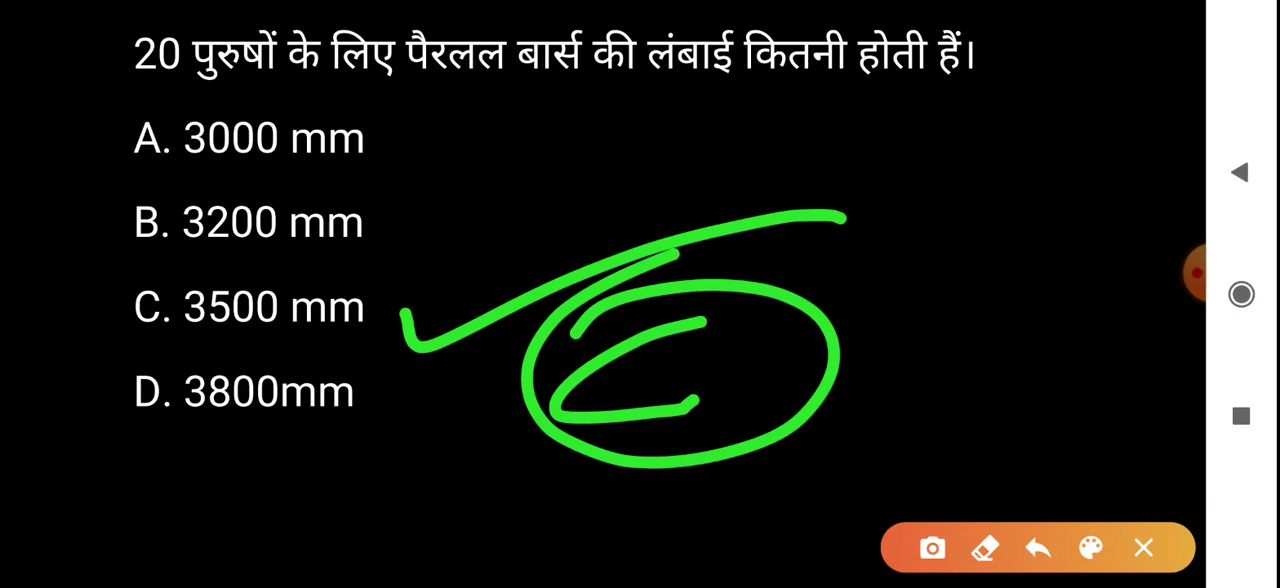 20 पुरुषों के लिए पैरलल बार्स की लंबाई कितनी होती हैं।
A. 3000 mm
B. 3200 mm
C. 3500 mm
D. 3800mm
C